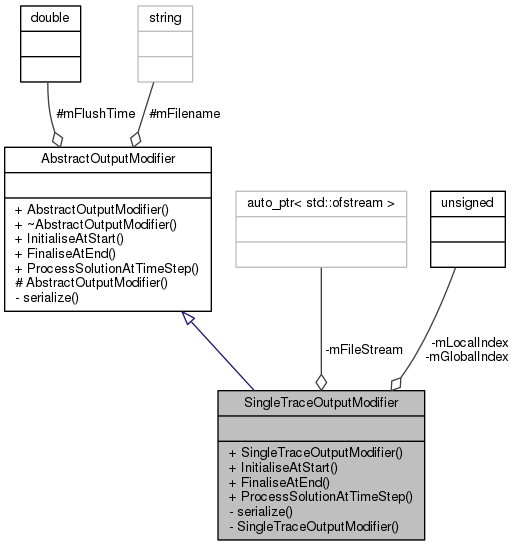 double
string
#mFlushTime
#mFilename
AbstractOutputModifier
+ AbstractOutputModifier()
+ ~AbstractOutputModifier()
+ InitialiseAtStart()
+ FinaliseAtEnd()
+ ProcessSolutionAtTimeStep()
# AbstractOutputModifier()
- serialize()
auto_ptr< std::ofstream >
unsigned
-mFileStream
-mLocalIndex
-mGlobalIndex
SingleTraceOutputModifier
+ SingleTraceOutputModifier()
+ InitialiseAtStart()
+ FinaliseAtEnd()
+ ProcessSolutionAtTimeStep()
- serialize()
- SingleTraceOutputModifier()